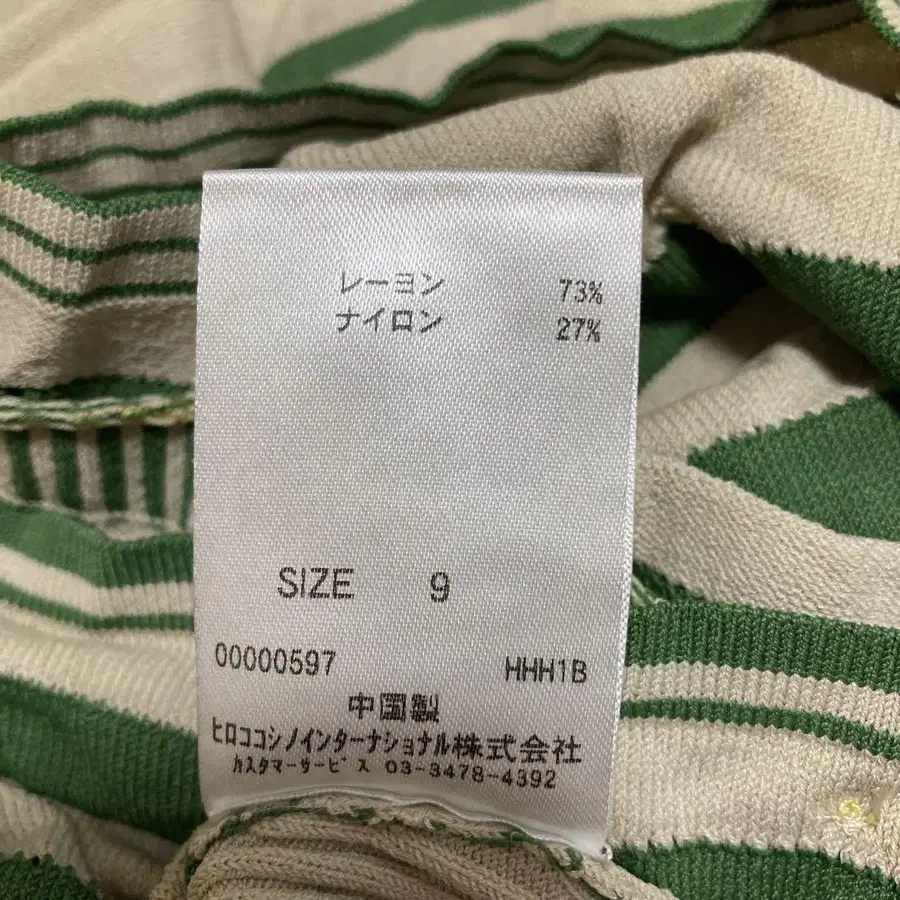 レーヨン 73%
ナイロン 27%
SIZE 9
00000597 HHH1B
中国製
ヒロココシノインターナショナル株式会社
カスタマーサービス 03-3478-4392